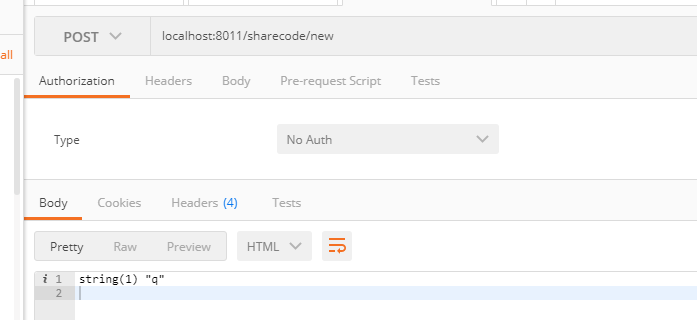 all
POST localhost:8011/sharecode/new
Authorization Headers Body Pre-request Script Tests
Type No Auth
Body Cookies Headers (4) Tests
Pretty Raw Preview HTML
i 1 string(1) "q"
2